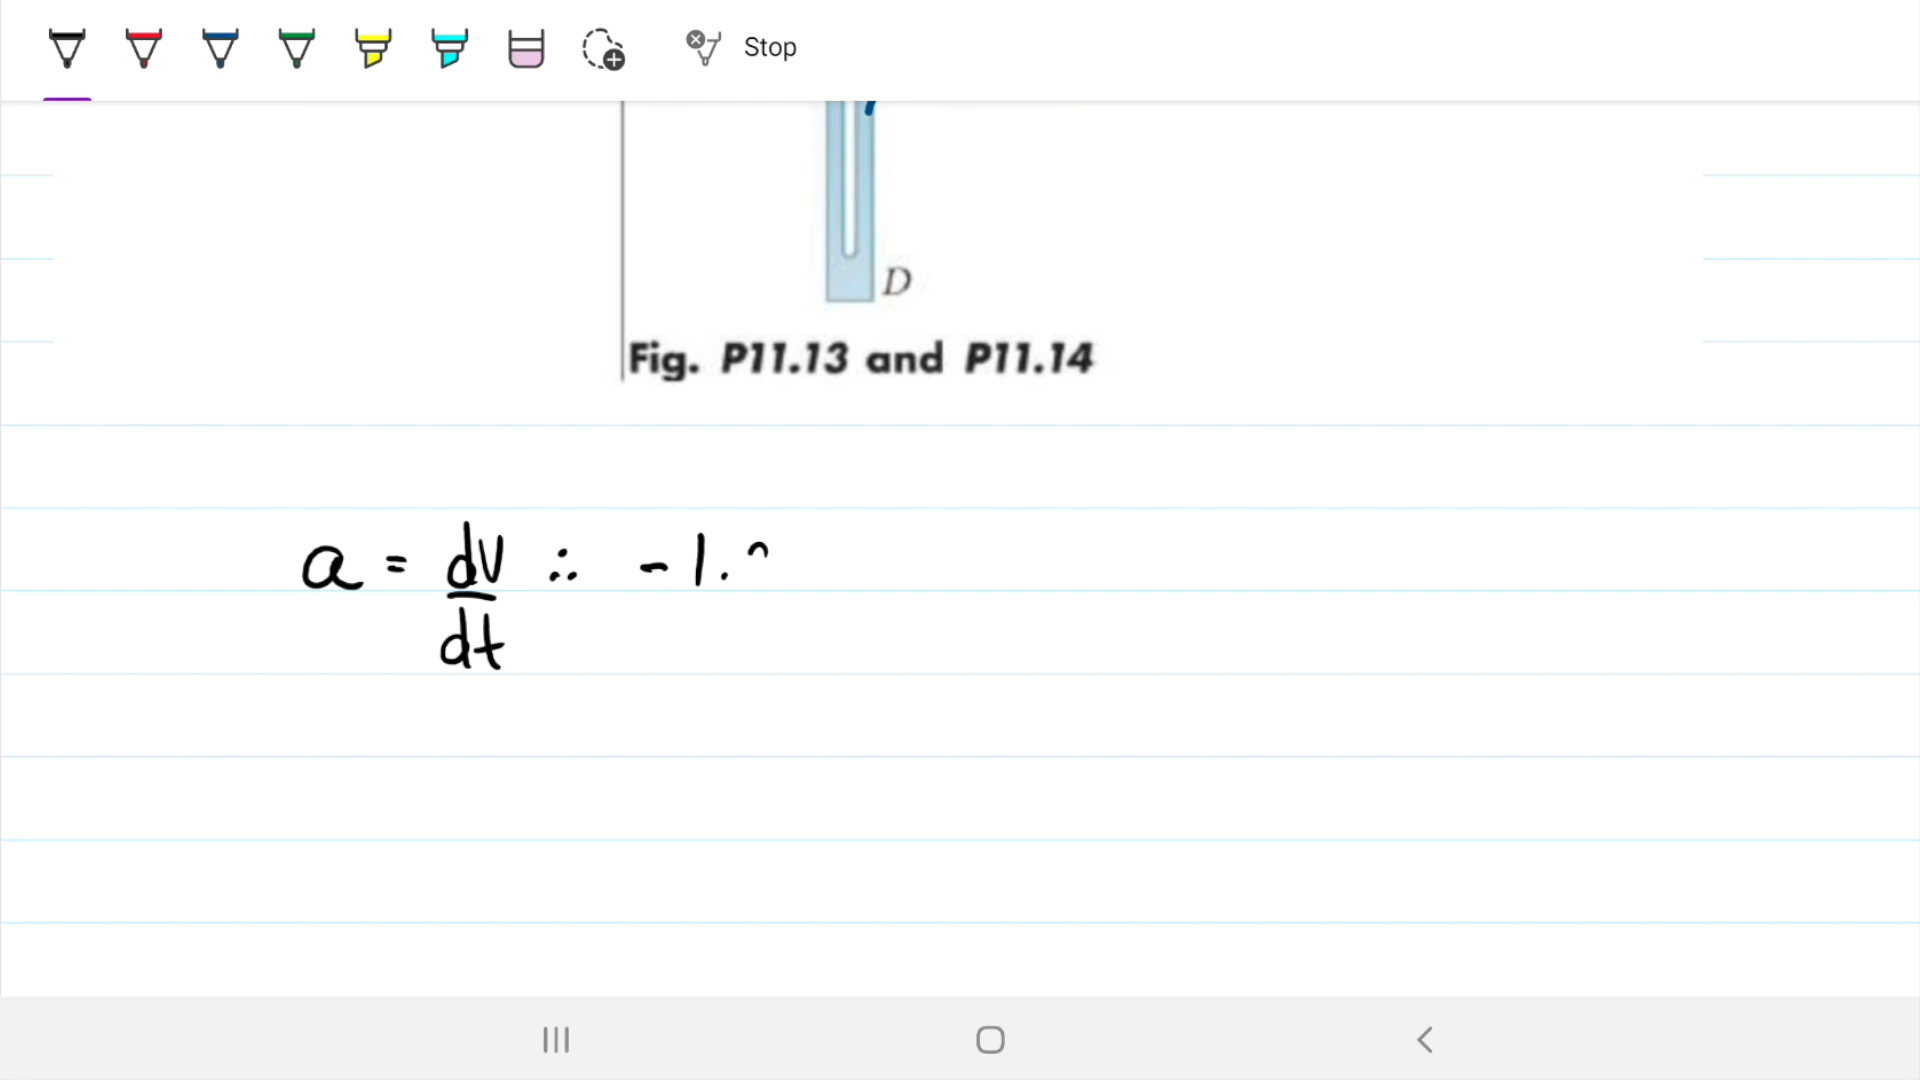 Stop
D
Fig. P11.13 and P11.14
a = dv ∴ -1.
dt